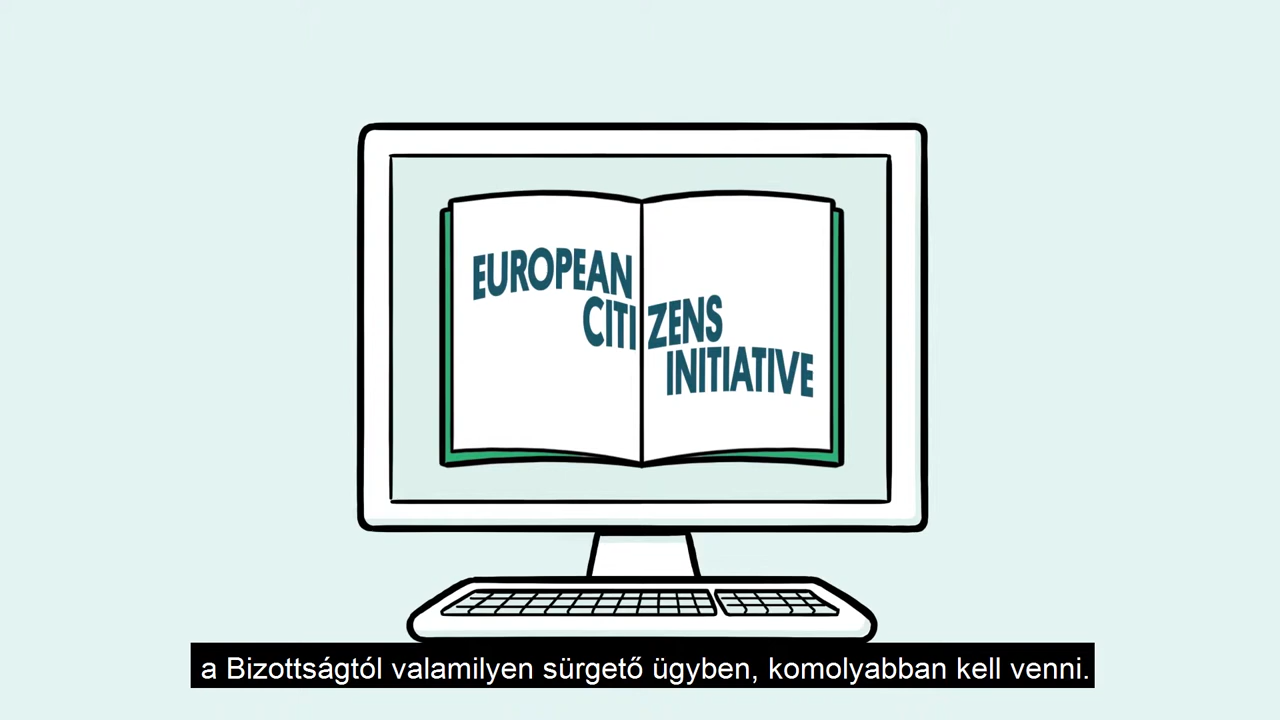 EUROPEAN
CITIZENS
INITIATIVE
a Bizottságtól valamilyen sürgető ügyben, komolyabban kell venni.